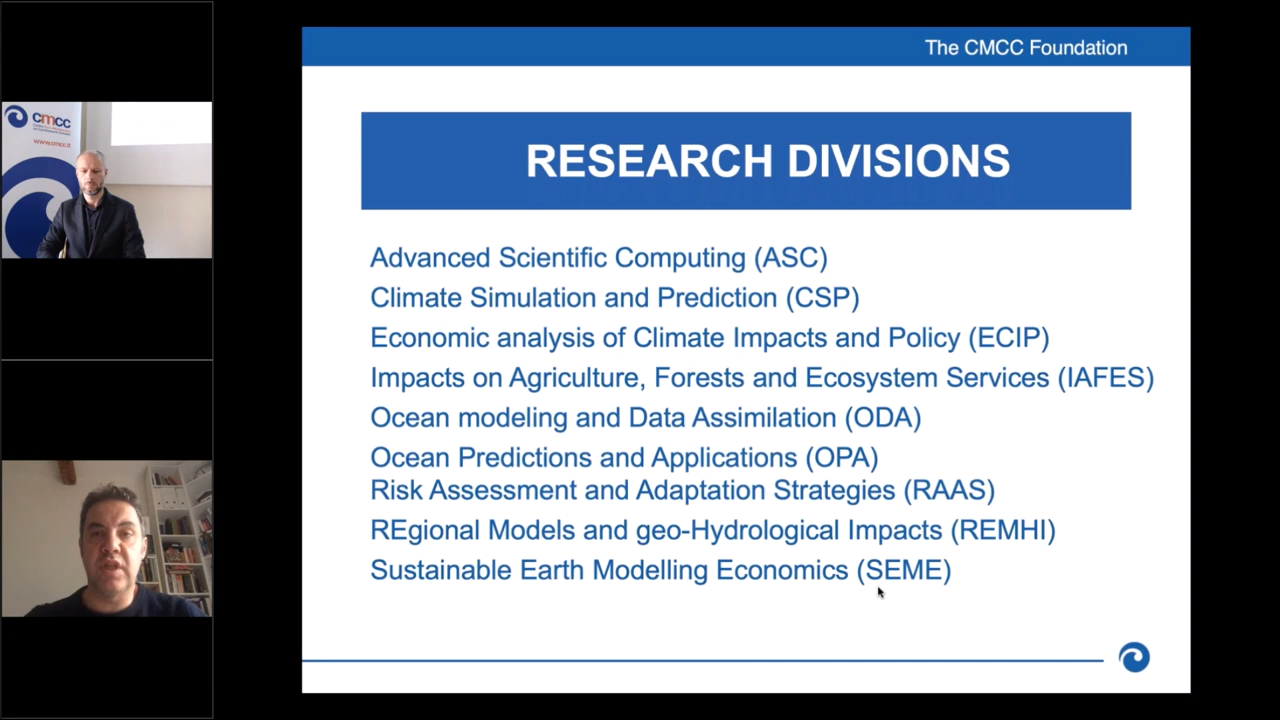 The CMCC Foundation
RESEARCH DIVISIONS
Advanced Scientific Computing (ASC)
Climate Simulation and Prediction (CSP)
Economic analysis of Climate Impacts and Policy (ECIP)
Impacts on Agriculture, Forests and Ecosystem Services (IAFES)
Ocean modeling and Data Assimilation (ODA)
Ocean Predictions and Applications (OPA)
Risk Assessment and Adaptation Strategies (RAAS)
REgional Models and geo-Hydrological Impacts (REMHI)
Sustainable Earth Modelling Economics (SEME)
cmcc
www.cmcc.it